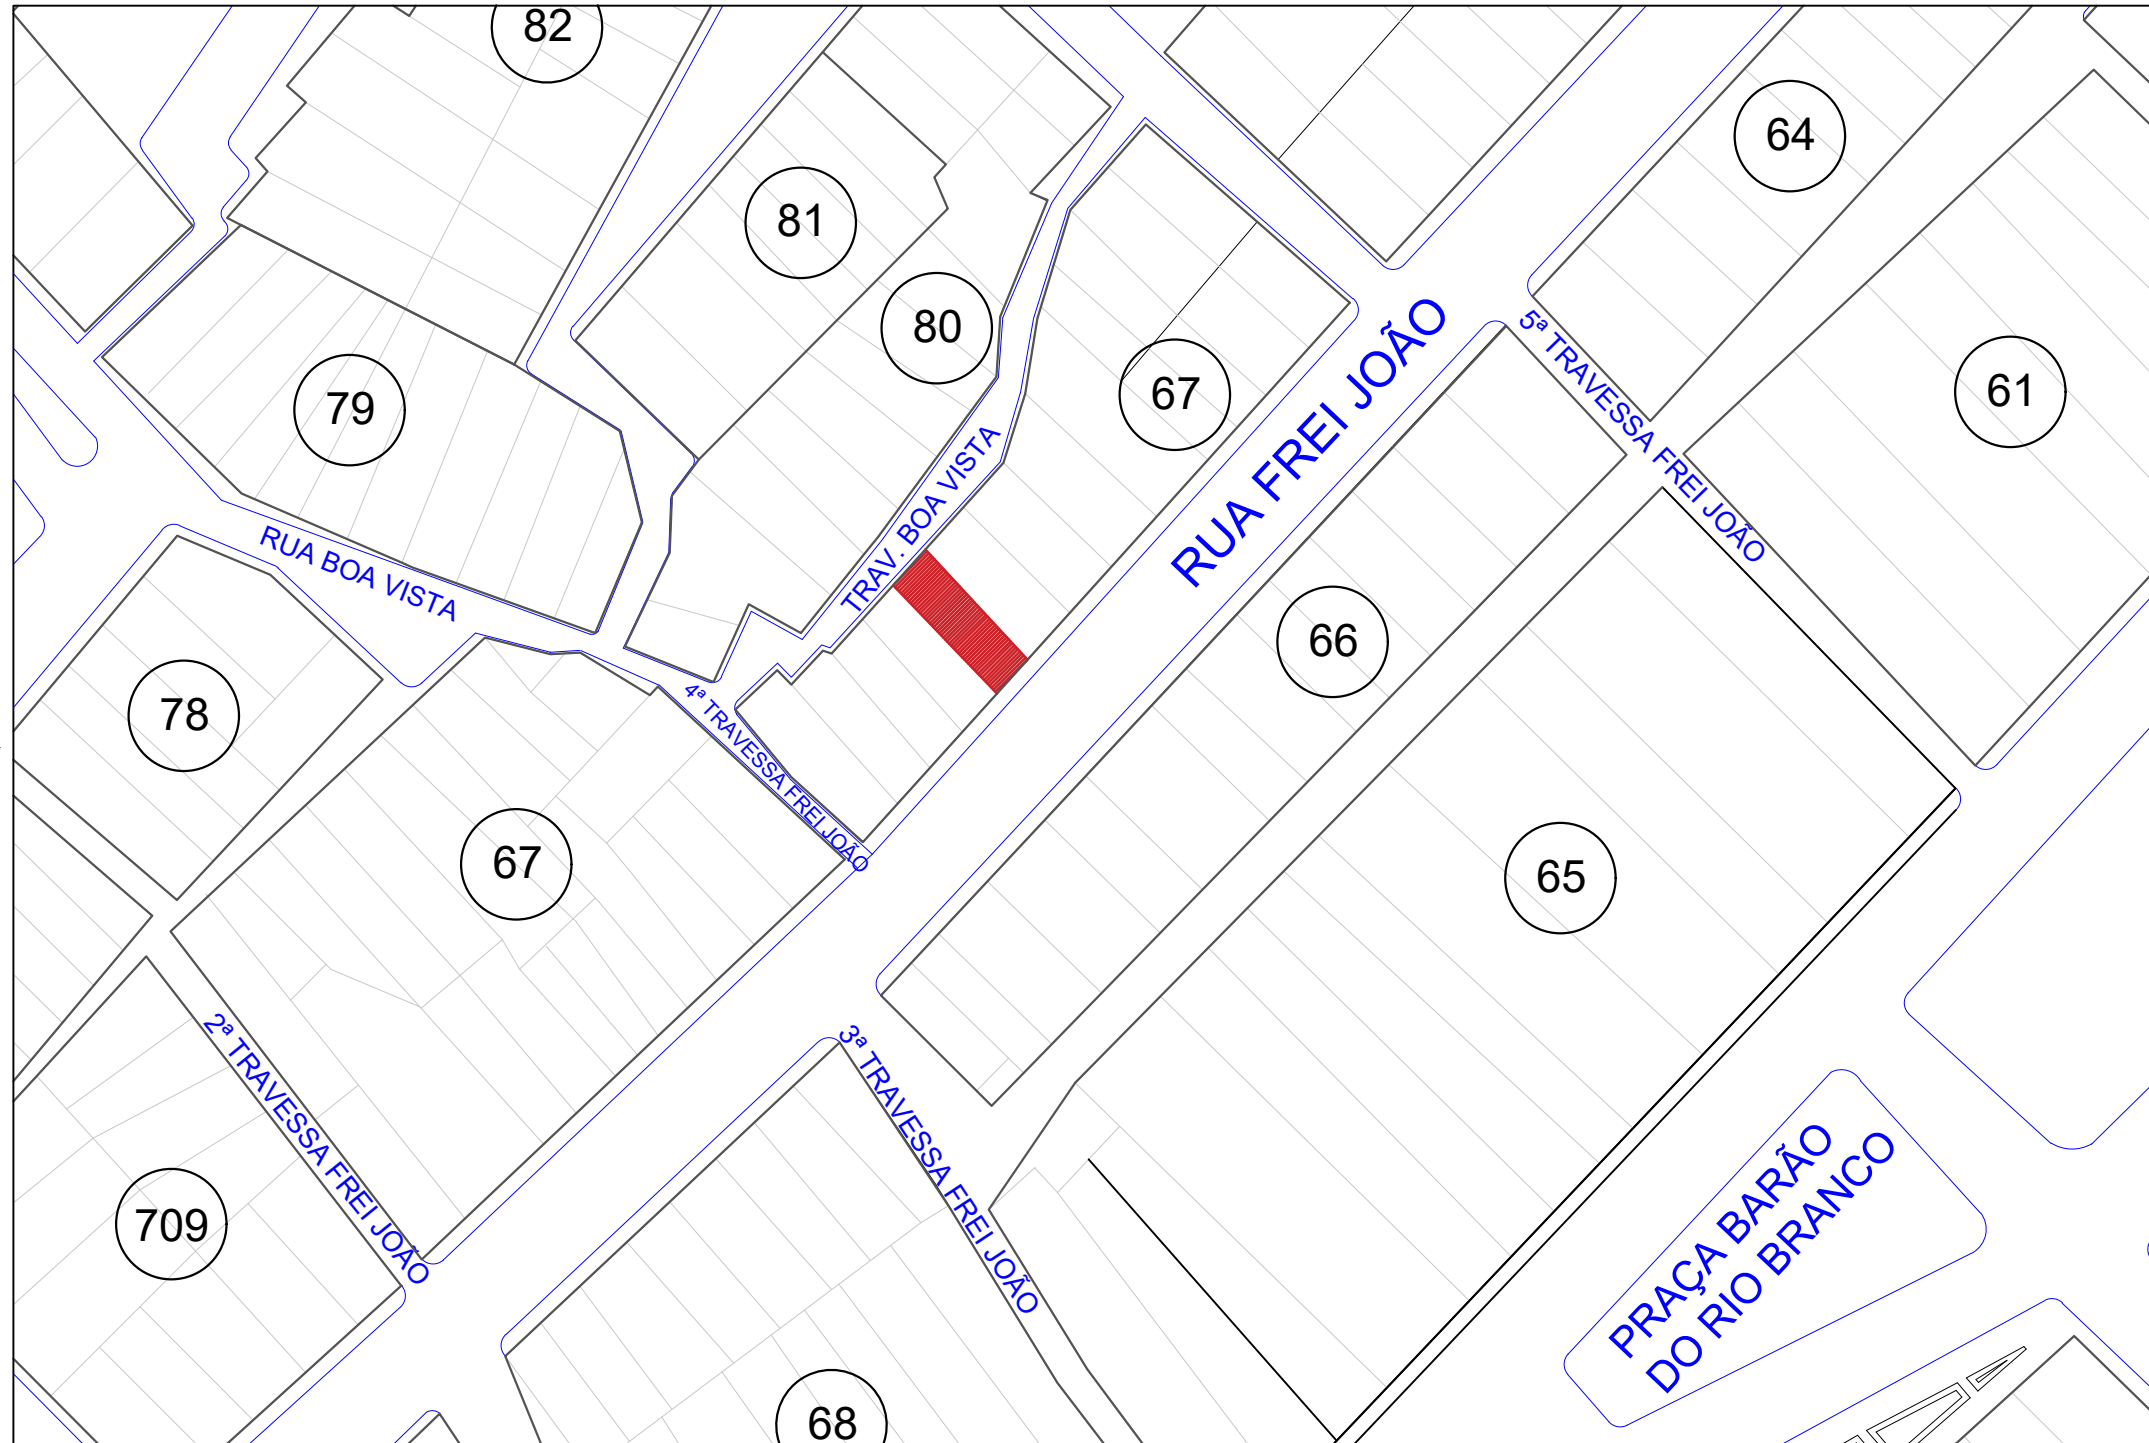 82
64
81
80
67
61
79
RUA FREI JOÃO
5ª TRAVESSA FREI JOÃO
TRAV. BOA VISTA
RUA BOA VISTA
66
78
4ª TRAVESSA FREI JOÃO
67
65
2ª TRAVESSA FREI JOÃO
3ª TRAVESSA FREI JOÃO
709
PRAÇA BARÃO
DO RIO BRANCO
68